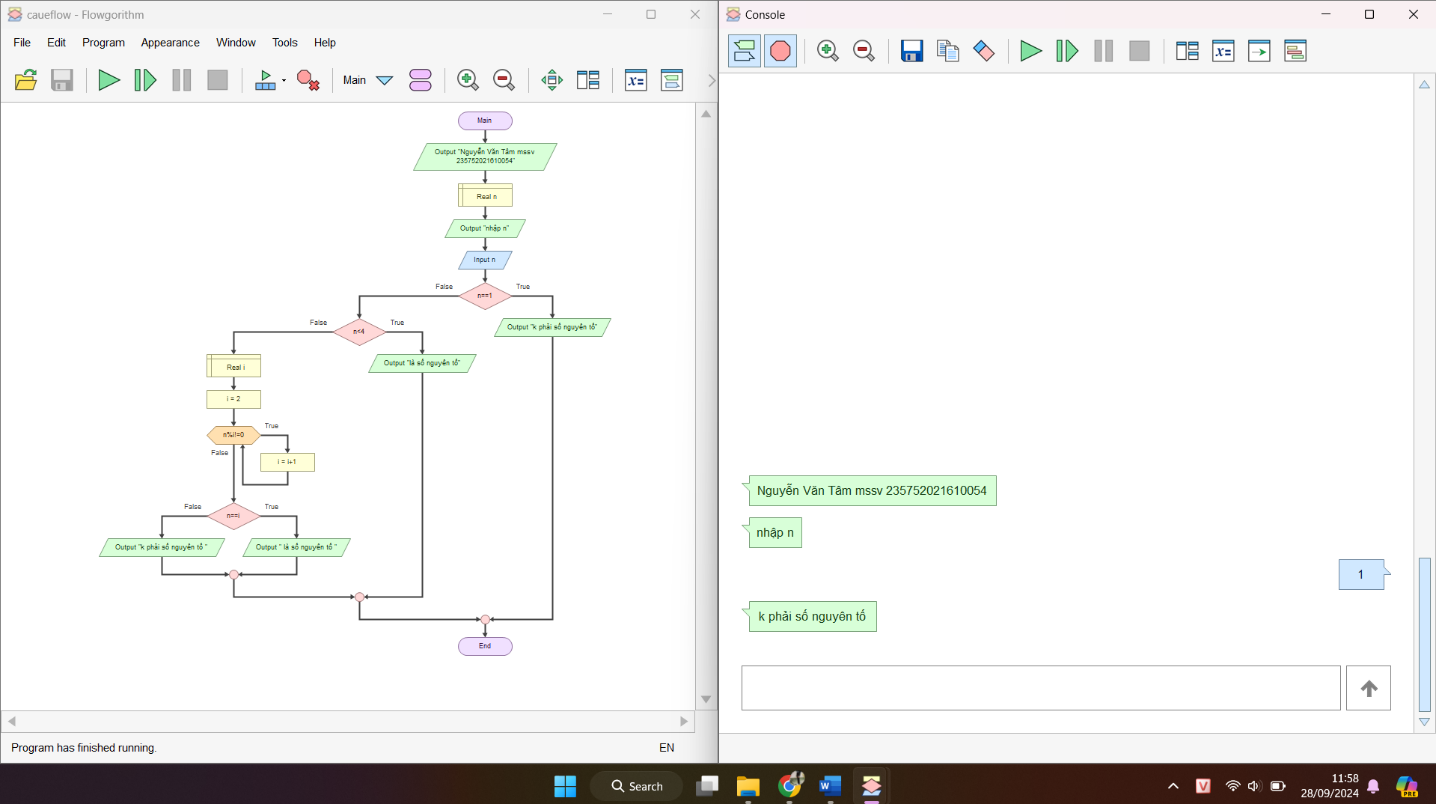 caueflow - Flowgorithm
File Edit Program Appearance Window Tools Help
Main
x=
Main
Output "Nguyễn Văn Tâm mssv
235752021610054"
Real n
Output "nhập n"
Input n
False
n==1
True
Output "k phải số nguyên tố"
False
n<4
True
Output "là số nguyên tố"
Real i
i = 2
n%i!=0
True
False
i = i+1
False
n==i
True
Output "k phải số nguyên tố "
Output " là số nguyên tố "
End
Program has finished running.
EN
Console
x=
Nguyễn Văn Tâm mssv 235752021610054
nhập n
1
k phải số nguyên tố
Search
W
V
11:58
28/09/2024
PRE